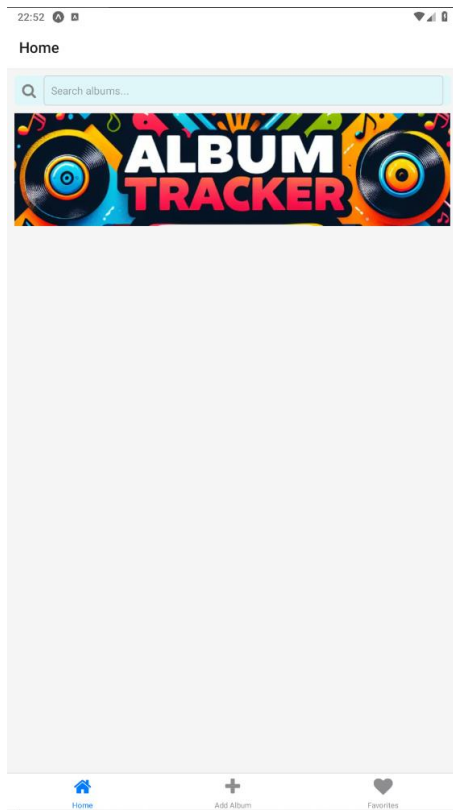 22:52
Home
Search albums...
ALBUM
TRACKER
Home
Add Album
Favorites